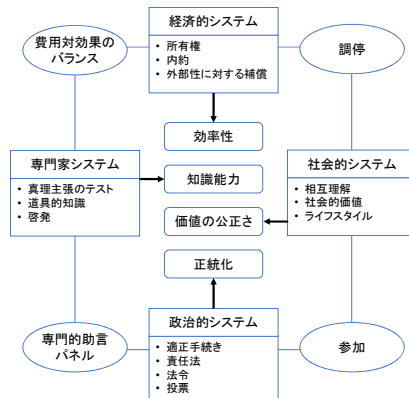 経済的システム
• 所有権
• 内約
• 外部性に対する補償
費用対効果の
バランス
調停
効率性
専門家システム
• 真理主張のテスト
• 道具的知識
• 啓発
知識能力
社会的システム
• 相互理解
• 社会的価値
• ライフスタイル
価値の公正さ
正統化
政治的システム
• 適正手続き
• 責任法
• 法令
• 投票
専門的助言
パネル
参加